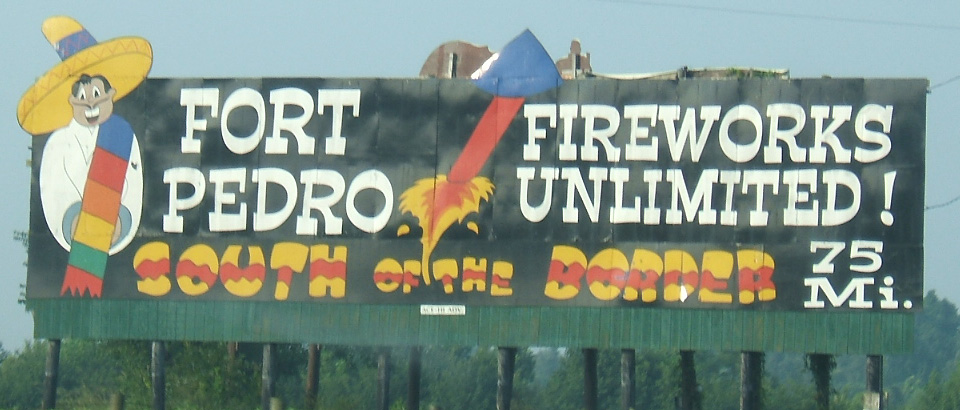 FORT
PEDRO
FIREWORKS
UNLIMITED!
SOUTH OF THE BORDER
75
Mi.